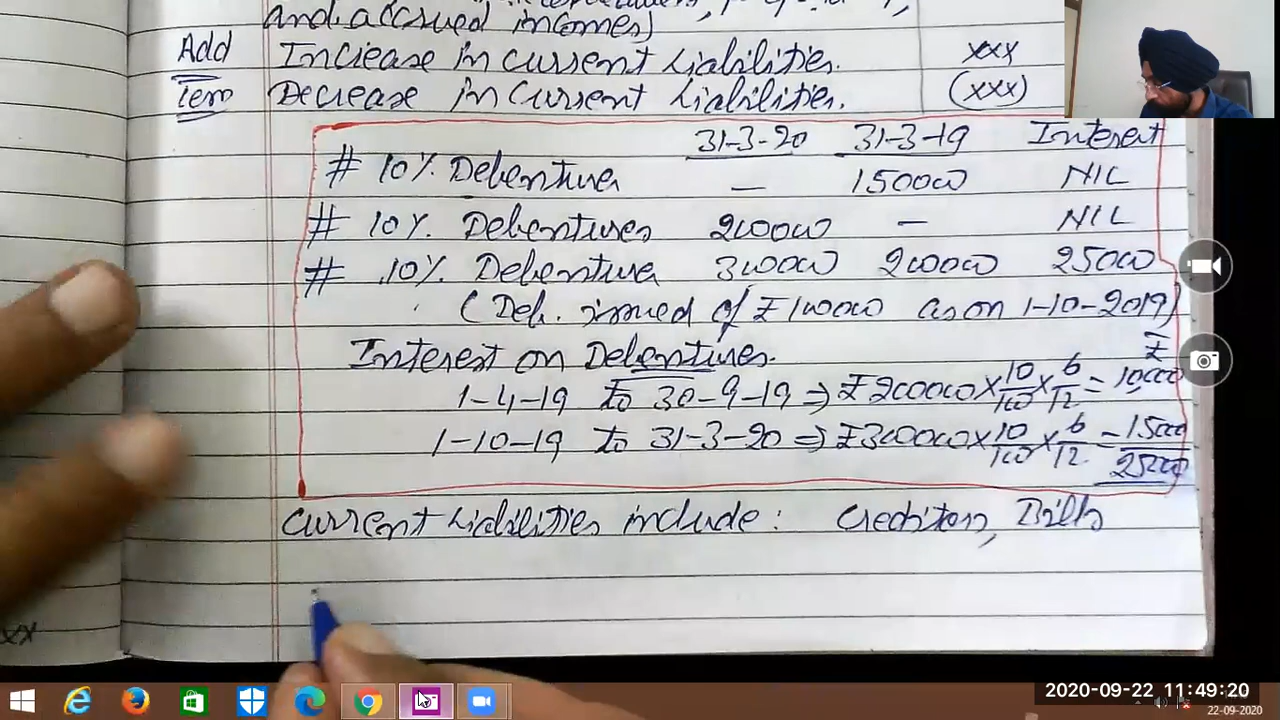 and accrued incomes)
Add Increase in current Liabilities. xxx
Less Decrease in Current Liabilities. (xxx)
31-3-20 31-3-19 Interest
# 10% Debentures — 150000 NIL
# 10% Debentures 200000 — NIL
# 10% Debenture 300000 200000 25000
( Deb. issued of ₹ 100000 as on 1-10-2019)
Interest on Debentures. ₹
1-4-19 to 30-9-19 ⇒ ₹200000 × 10/100 × 6/12 = 10,000
1-10-19 to 31-3-20 ⇒ ₹300000 × 10/100 × 6/12 = 15000
25000
Current Liabilities include : Creditors, Bills
xx
2020-09-22 11:49:20
22-09-2020